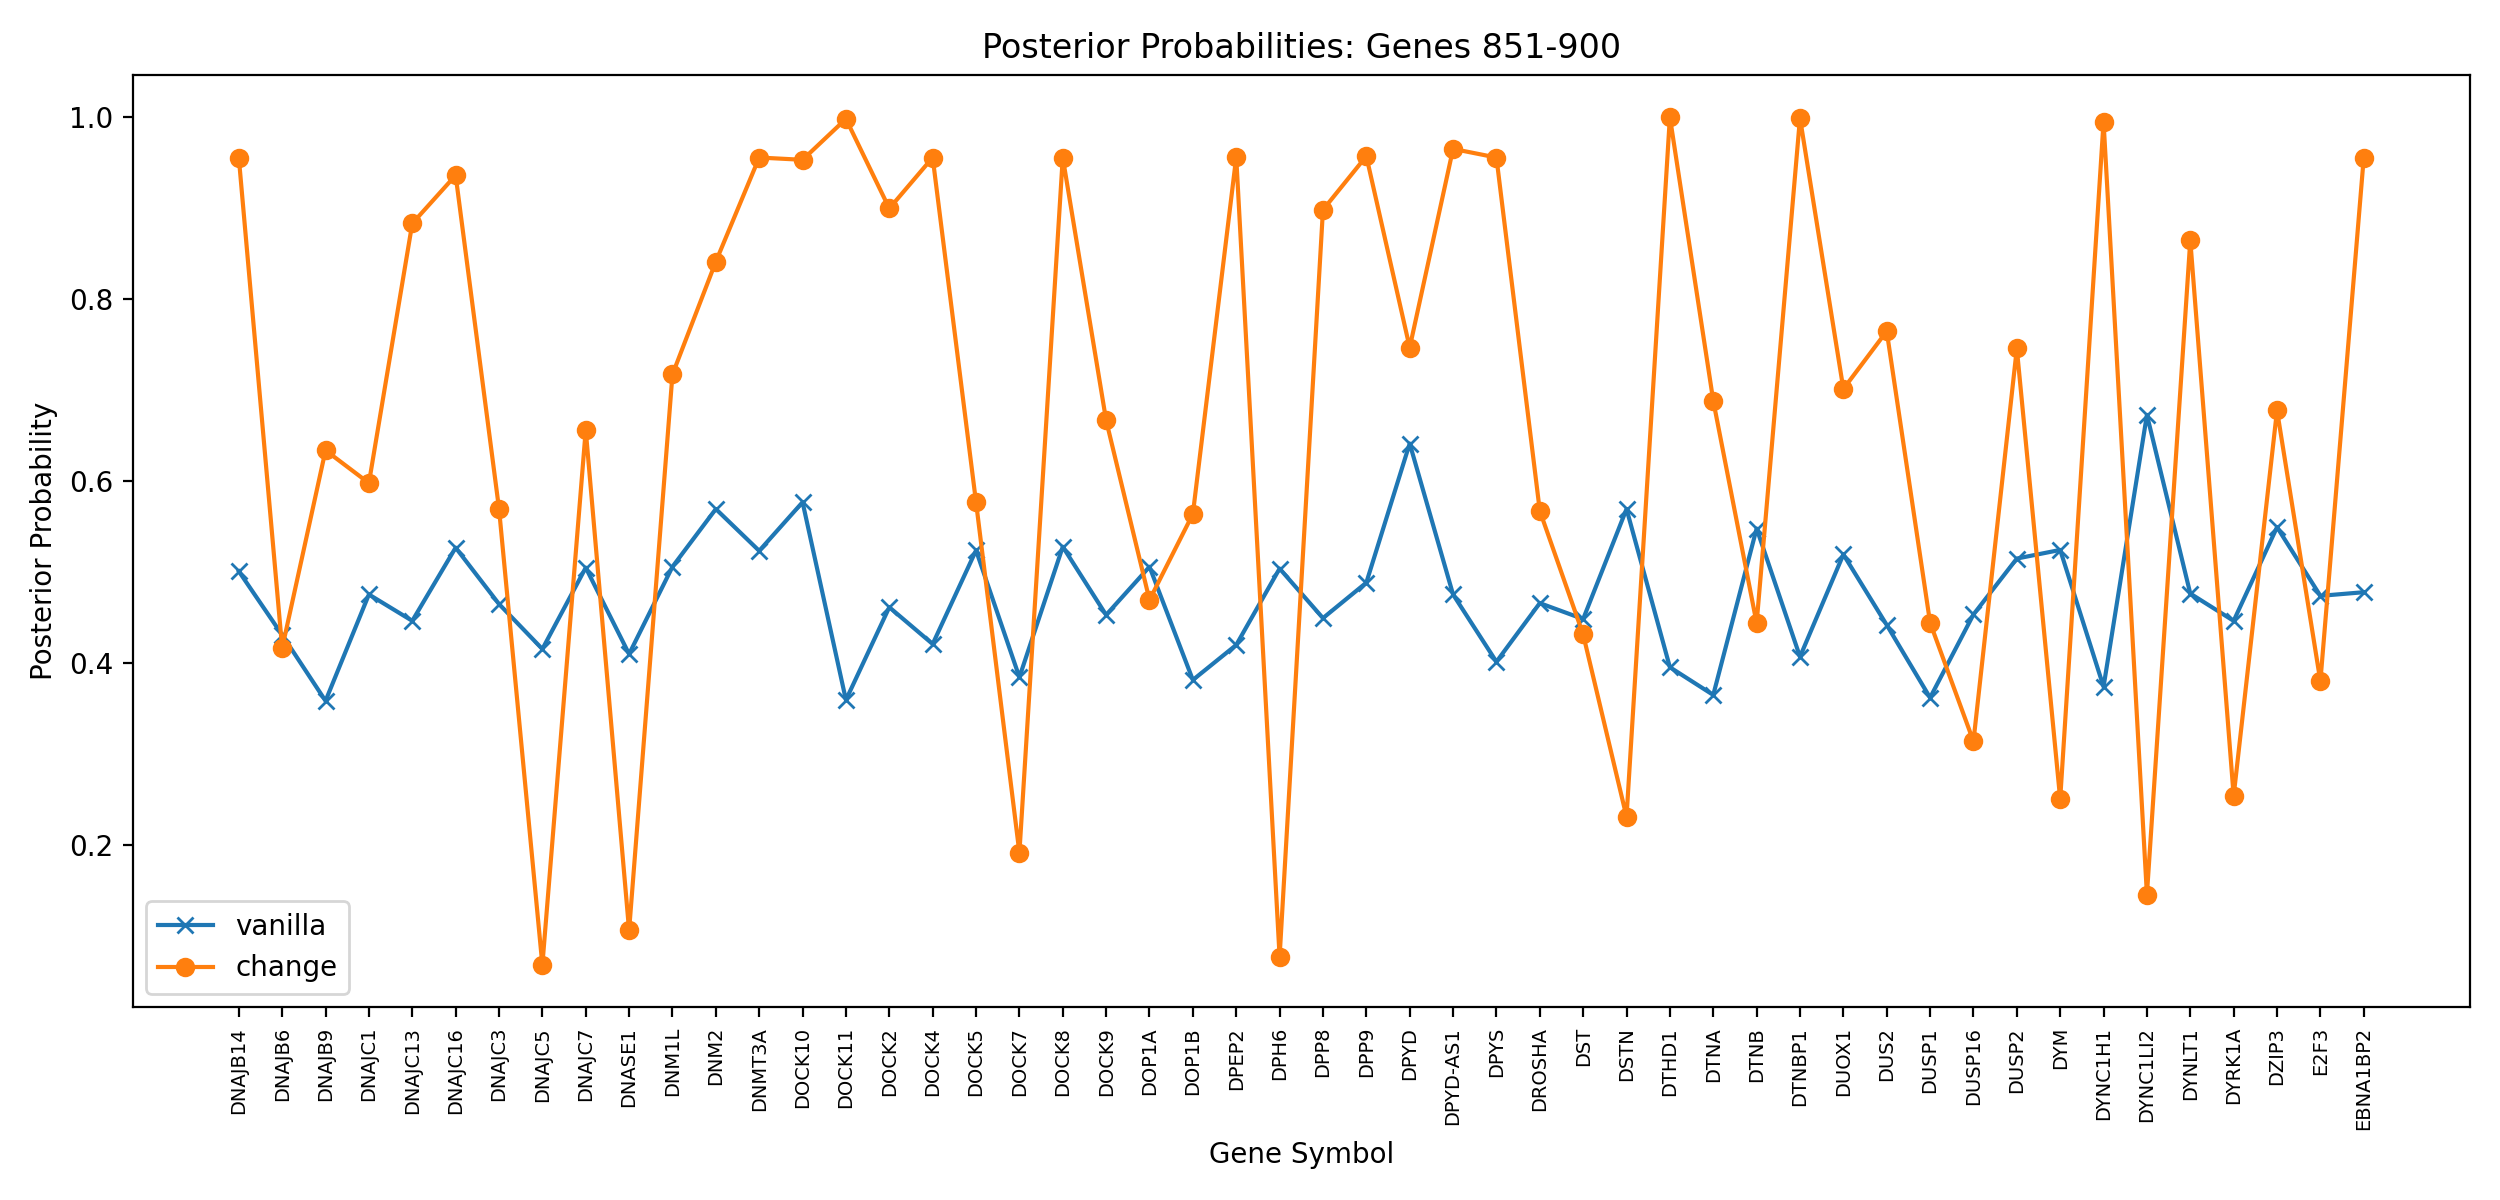 Posterior Probabilities: Genes 851-900
Posterior Probability
1.0
0.8
0.6
0.4
0.2
vanilla
change
DNAJB14
DNAJB6
DNAJB9
DNAJC1
DNAJC13
DNAJC16
DNAJC3
DNAJC5
DNAJC7
DNASE1
DNM1L
DNM2
DNMT3A
DOCK10
DOCK11
DOCK2
DOCK4
DOCK5
DOCK7
DOCK8
DOCK9
DOP1A
DOP1B
DPEP2
DPH6
DPP8
DPP9
DPYD
DPYD-AS1
DPYS
DROSHA
DST
DSTN
DTHD1
DTNA
DTNB
DTNBP1
DUOX1
DUS2
DUSP1
DUSP16
DUSP2
DYM
DYNC1H1
DYNC1LI2
DYNLT1
DYRK1A
DZIP3
E2F3
EBNA1BP2
Gene Symbol